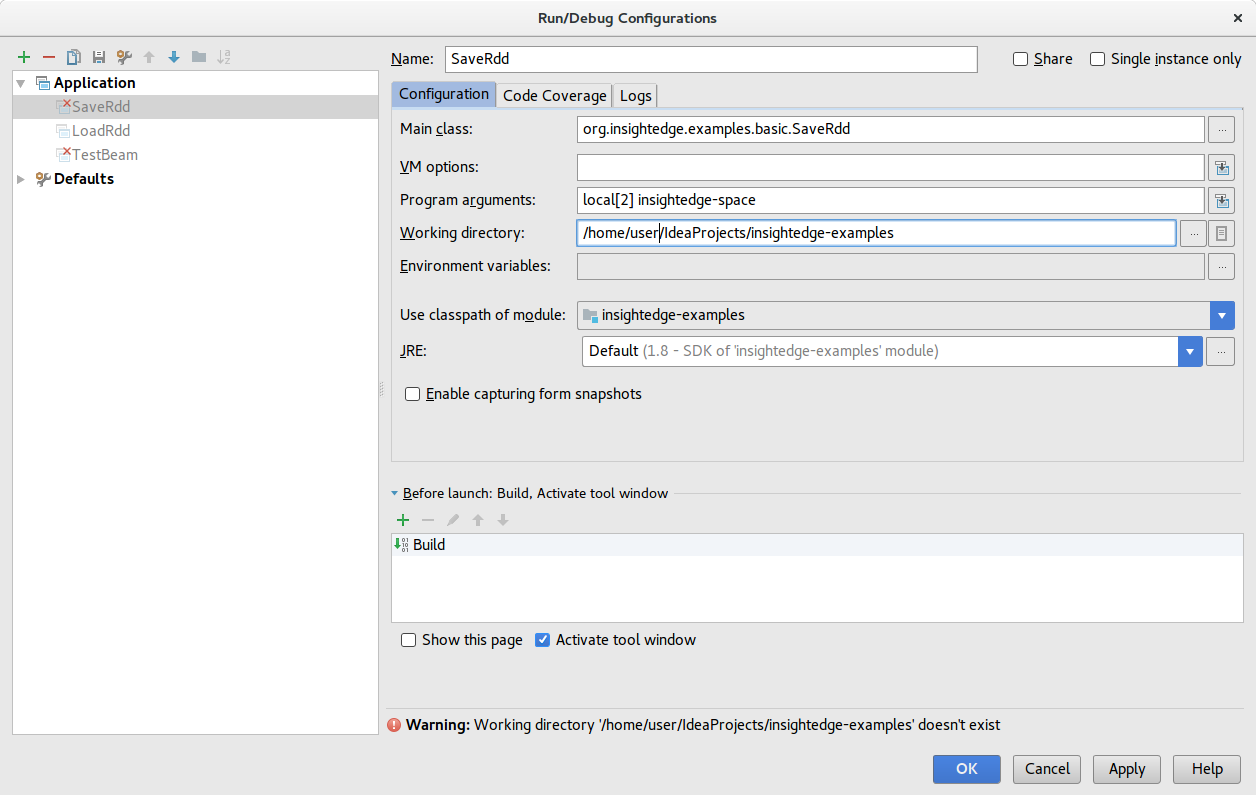 Run/Debug Configurations
Name: SaveRdd Share Single instance only
Application
SaveRdd
LoadRdd
TestBeam
Defaults
Configuration Code Coverage Logs
Main class: org.insightedge.examples.basic.SaveRdd ...
VM options:
Program arguments: local[2] insightedge-space
Working directory: /home/user/IdeaProjects/insightedge-examples ...
Environment variables: ...
Use classpath of module: insightedge-examples
JRE: Default (1.8 - SDK of 'insightedge-examples' module) ...
Enable capturing form snapshots
Before launch: Build, Activate tool window
Build
Show this page Activate tool window
Warning: Working directory '/home/user/IdeaProjects/insightedge-examples' doesn't exist
OK Cancel Apply Help